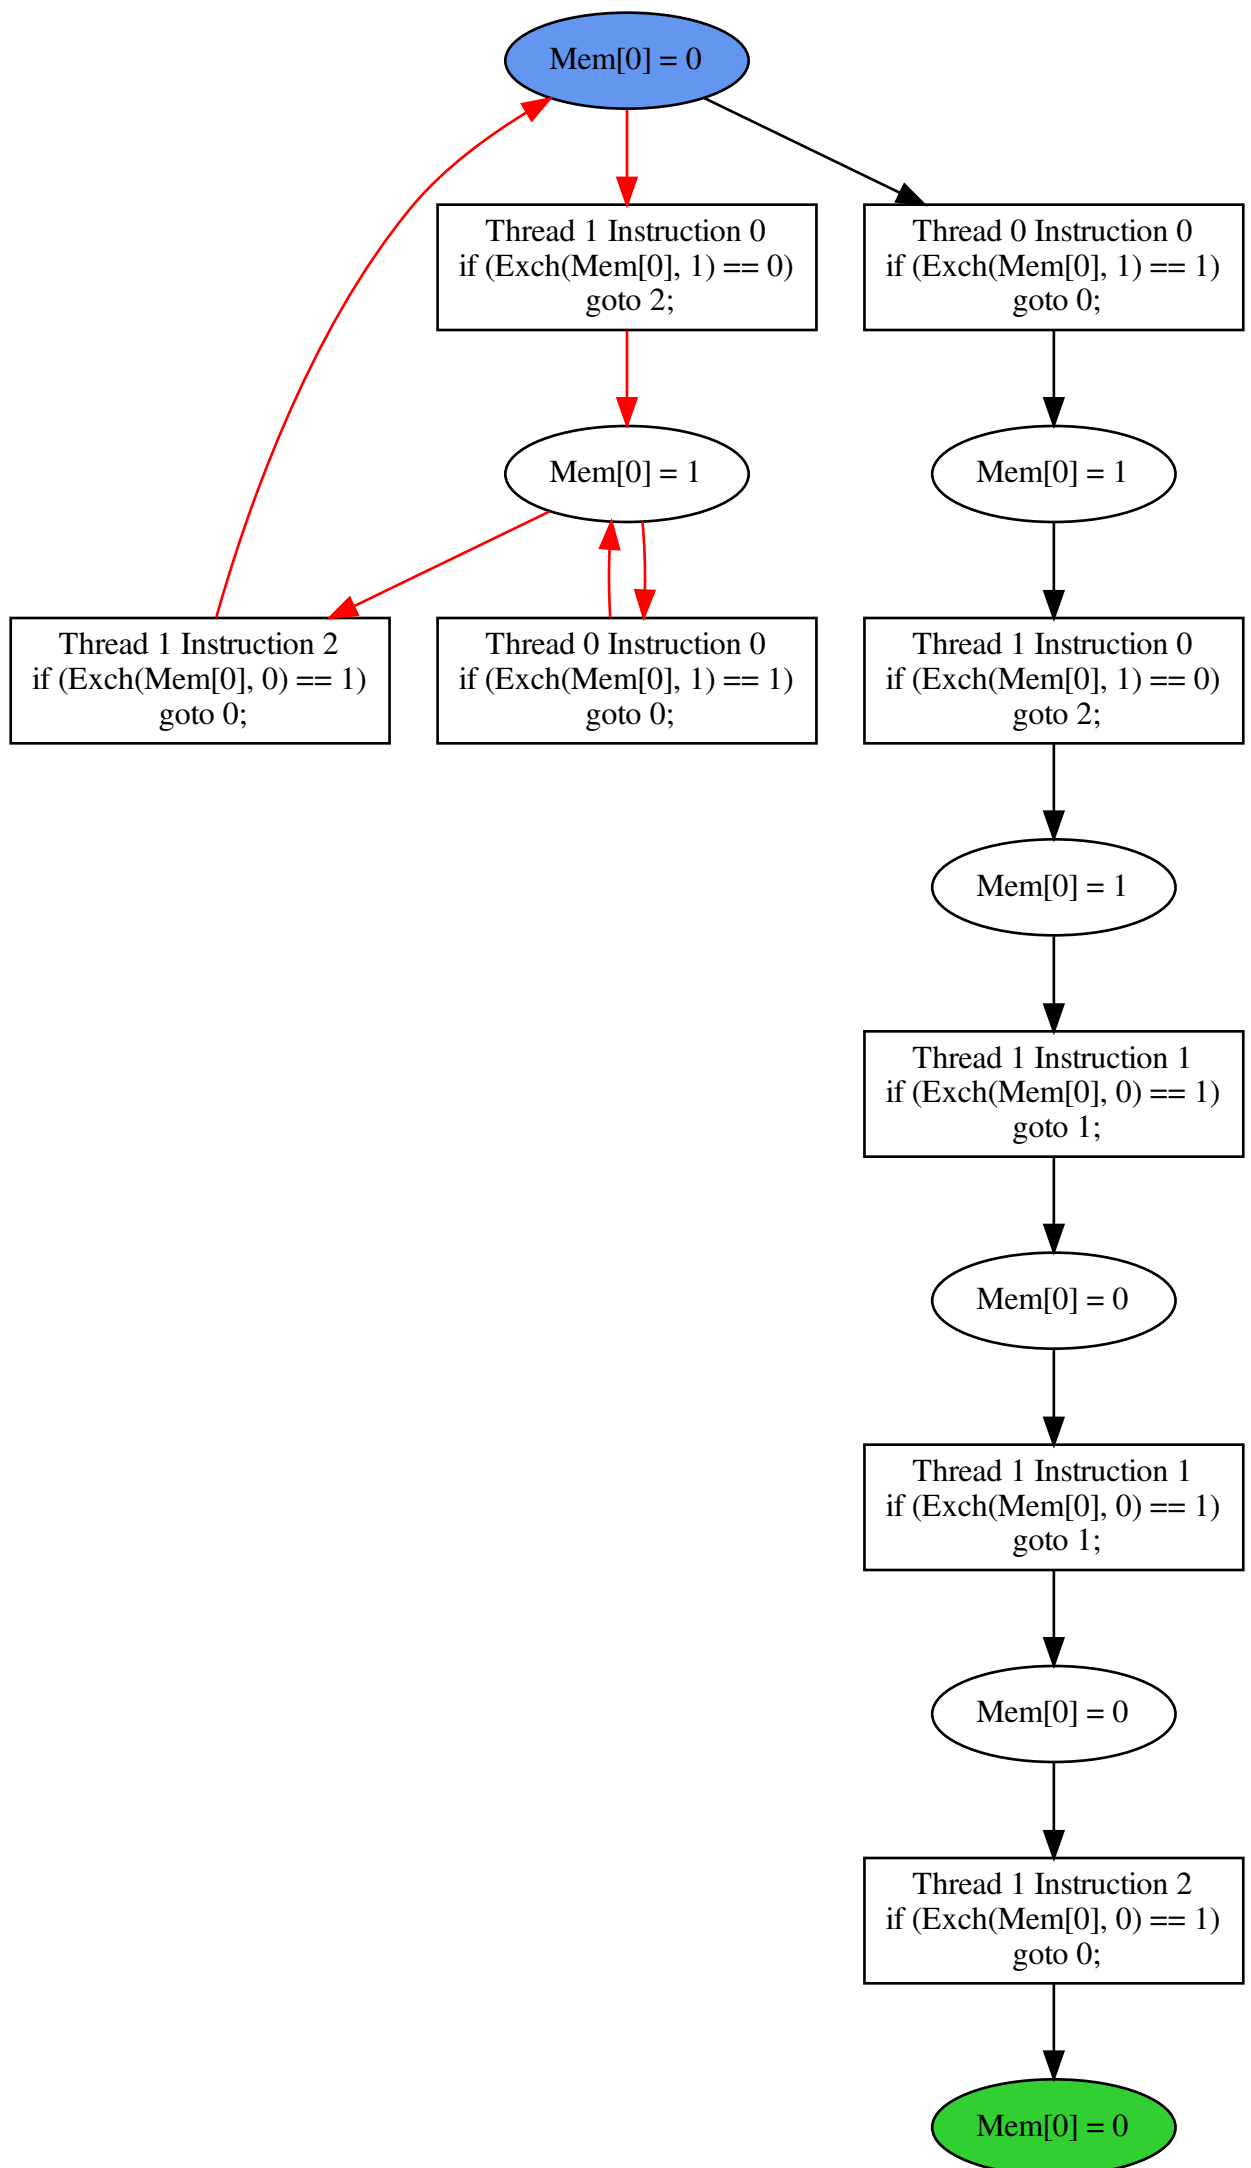 Mem[0] = 0
Thread 1 Instruction 0
if (Exch(Mem[0], 1) == 0)
goto 2;
Thread 0 Instruction 0
if (Exch(Mem[0], 1) == 1)
goto 0;
Mem[0] = 1
Mem[0] = 1
Thread 1 Instruction 2
if (Exch(Mem[0], 0) == 1)
goto 0;
Thread 0 Instruction 0
if (Exch(Mem[0], 1) == 1)
goto 0;
Thread 1 Instruction 0
if (Exch(Mem[0], 1) == 0)
goto 2;
Mem[0] = 1
Thread 1 Instruction 1
if (Exch(Mem[0], 0) == 1)
goto 1;
Mem[0] = 0
Thread 1 Instruction 1
if (Exch(Mem[0], 0) == 1)
goto 1;
Mem[0] = 0
Thread 1 Instruction 2
if (Exch(Mem[0], 0) == 1)
goto 0;
Mem[0] = 0